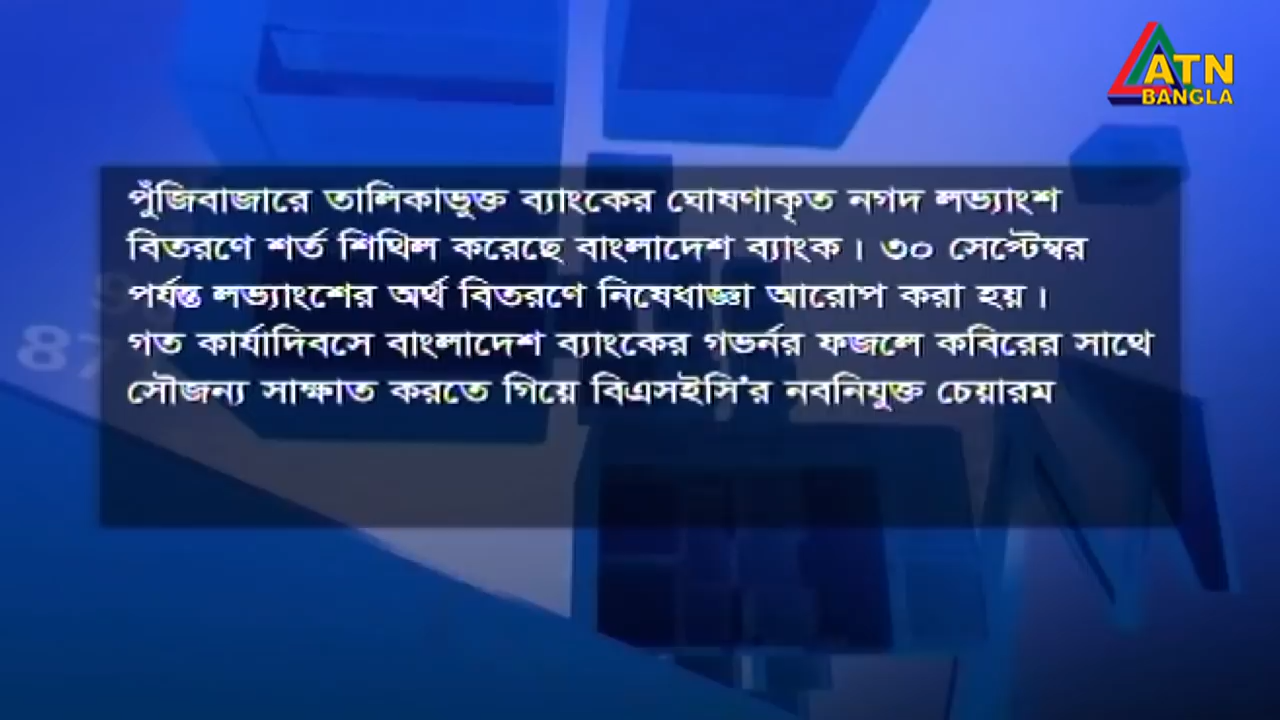 ATN
BANGLA
পুঁজিবাজারে তালিকাভুক্ত ব্যাংকের ঘোষণাকৃত নগদ লভ্যাংশ
বিতরণে শর্ত শিথিল করেছে বাংলাদেশ ব্যাংক। ৩০ সেপ্টেম্বর
পর্যন্ত লভ্যাংশের অর্থ বিতরণে নিষেধাজ্ঞা আরোপ করা হয়।
গত কার্যাদিবসে বাংলাদেশ ব্যাংকের গভর্নর ফজলে কবিরের সাথে
সৌজন্য সাক্ষাত করতে গিয়ে বিএসইসি'র নবনিযুক্ত চেয়ারম
87